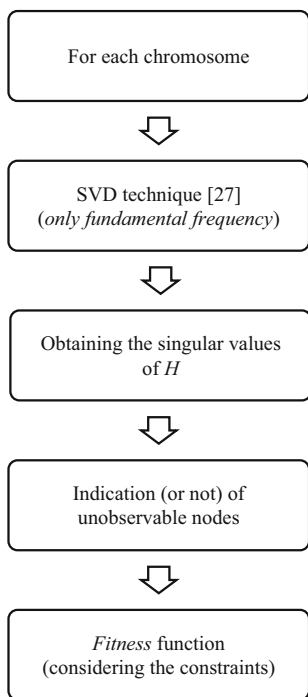 For each chromosome
SVD technique [27]
(only fundamental frequency)
Obtaining the singular values
of H
Indication (or not) of
unobservable nodes
Fitness function
(considering the constraints)